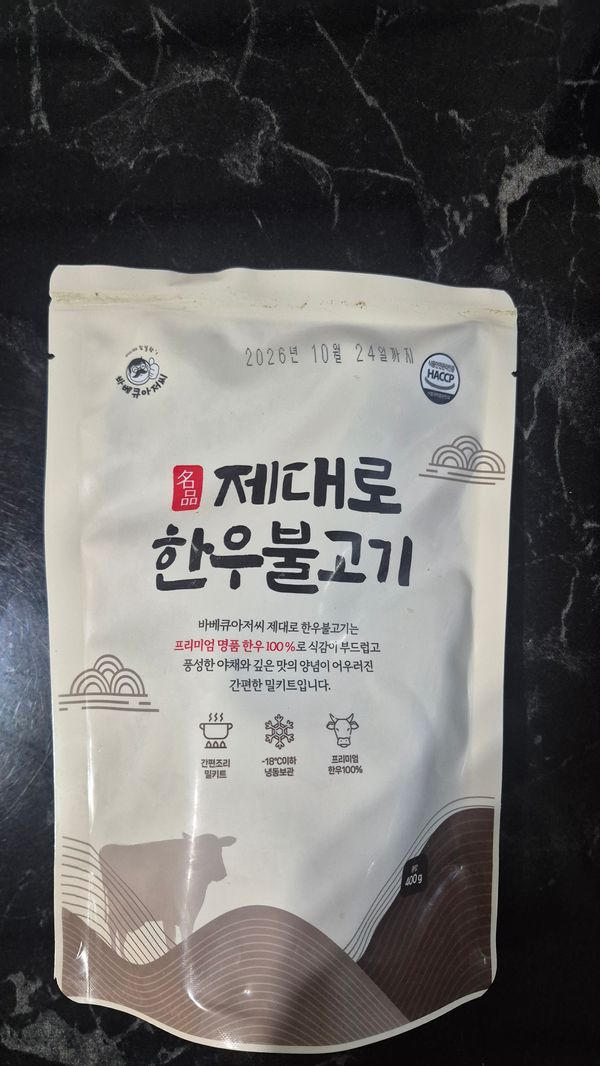 바베큐아저씨
2026년 10월 24일까지
HACCP
名品
제대로
한우불고기
바베큐아저씨 제대로 한우불고기는
프리미엄 명품 한우 100%로 식감이 부드럽고
풍성한 야채와 깊은 맛의 양념이 어우러진
간편한 밀키트입니다.
간편조리
밀키트
-18℃이하
냉동보관
프리미엄
한우100%
400g